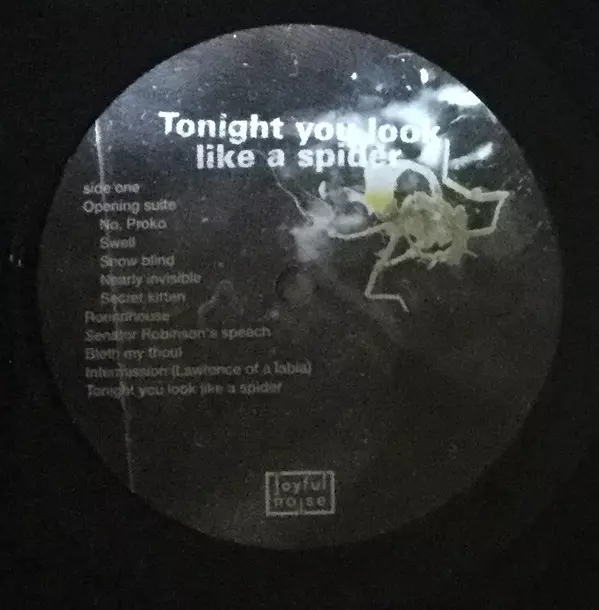 Tonight you look
like a spider
side one
Opening suite
No, Proko
Swell
Snow blind
Nearly invisible
Secret kitten
Roundhouse
Senator Robinson's speech
Bleth my thoul
Intermission (Lawrence of a labia)
Tonight you look like a spider
joyful
noise